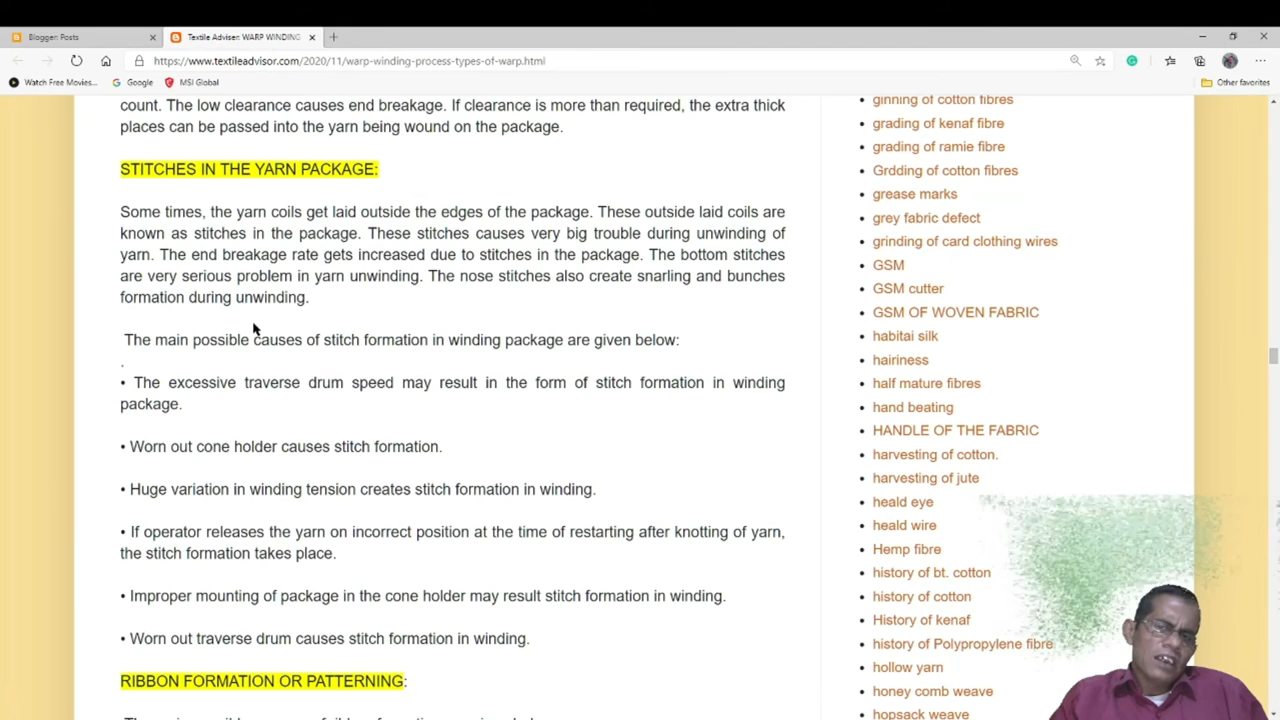 Blogger: Posts
Textile Adviser: WARP WINDING
https://www.textileadvisor.com/2020/11/warp-winding-process-types-of-warp.html
Watch Free Movies...
Google
MSI Global
Other favorites
count. The low clearance causes end breakage. If clearance is more than required, the extra thick
places can be passed into the yarn being wound on the package.
STITCHES IN THE YARN PACKAGE:
Some times, the yarn coils get laid outside the edges of the package. These outside laid coils are
known as stitches in the package. These stitches causes very big trouble during unwinding of
yarn. The end breakage rate gets increased due to stitches in the package. The bottom stitches
are very serious problem in yarn unwinding. The nose stitches also create snarling and bunches
formation during unwinding.
The main possible causes of stitch formation in winding package are given below:
.
• The excessive traverse drum speed may result in the form of stitch formation in winding
package.
• Worn out cone holder causes stitch formation.
• Huge variation in winding tension creates stitch formation in winding.
• If operator releases the yarn on incorrect position at the time of restarting after knotting of yarn,
the stitch formation takes place.
• Improper mounting of package in the cone holder may result stitch formation in winding.
• Worn out traverse drum causes stitch formation in winding.
RIBBON FORMATION OR PATTERNING:
ginning of cotton fibres
grading of kenaf fibre
grading of ramie fibre
Grdding of cotton fibres
grease marks
grey fabric defect
grinding of card clothing wires
GSM
GSM cutter
GSM OF WOVEN FABRIC
habitai silk
hairiness
half mature fibres
hand beating
HANDLE OF THE FABRIC
harvesting of cotton.
harvesting of jute
heald eye
heald wire
Hemp fibre
history of bt. cotton
history of cotton
History of kenaf
history of Polypropylene fibre
hollow yarn
honey comb weave
hopsack weave